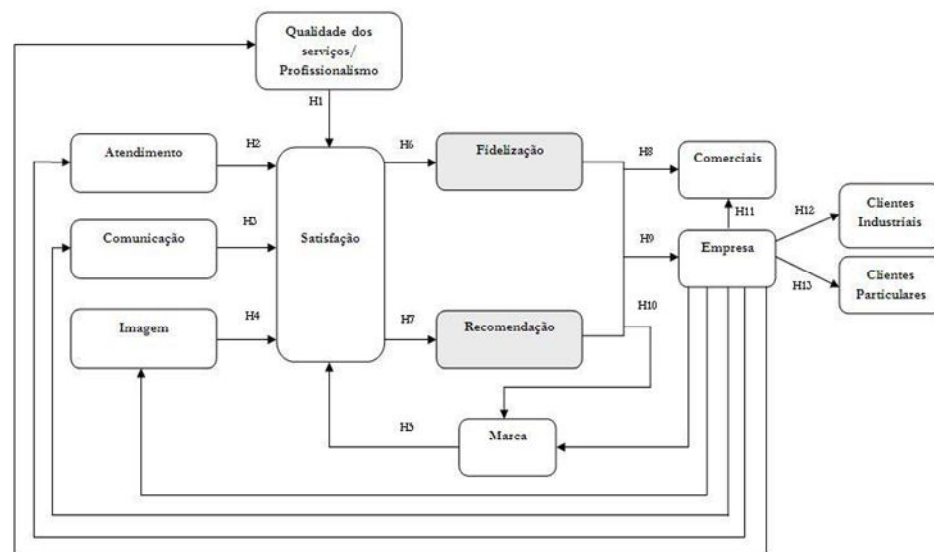 Qualidade dos
serviços/
Profissionalismo
H1
Atendimento
H2
Comunicação
H3
Imagem
H4
Satisfação
H6
Fidelização
H7
Recomendação
H5
Marca
H8
Comerciais
H9
H10
H11
Empresa
H12
Clientes
Industriais
H13
Clientes
Particulares